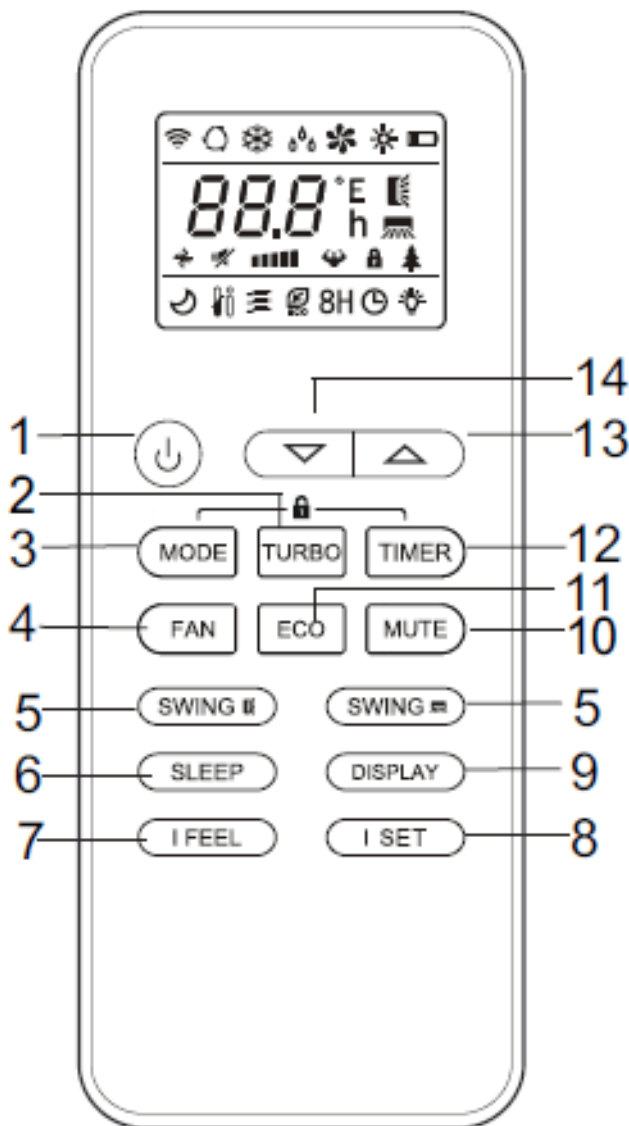 88.8°E
h
8H
ECO
14
1
13
2
3 MODE TURBO TIMER 12
11
4 FAN ECO MUTE 10
5 SWING SWING 5
6 SLEEP DISPLAY 9
7 I FEEL I SET 8